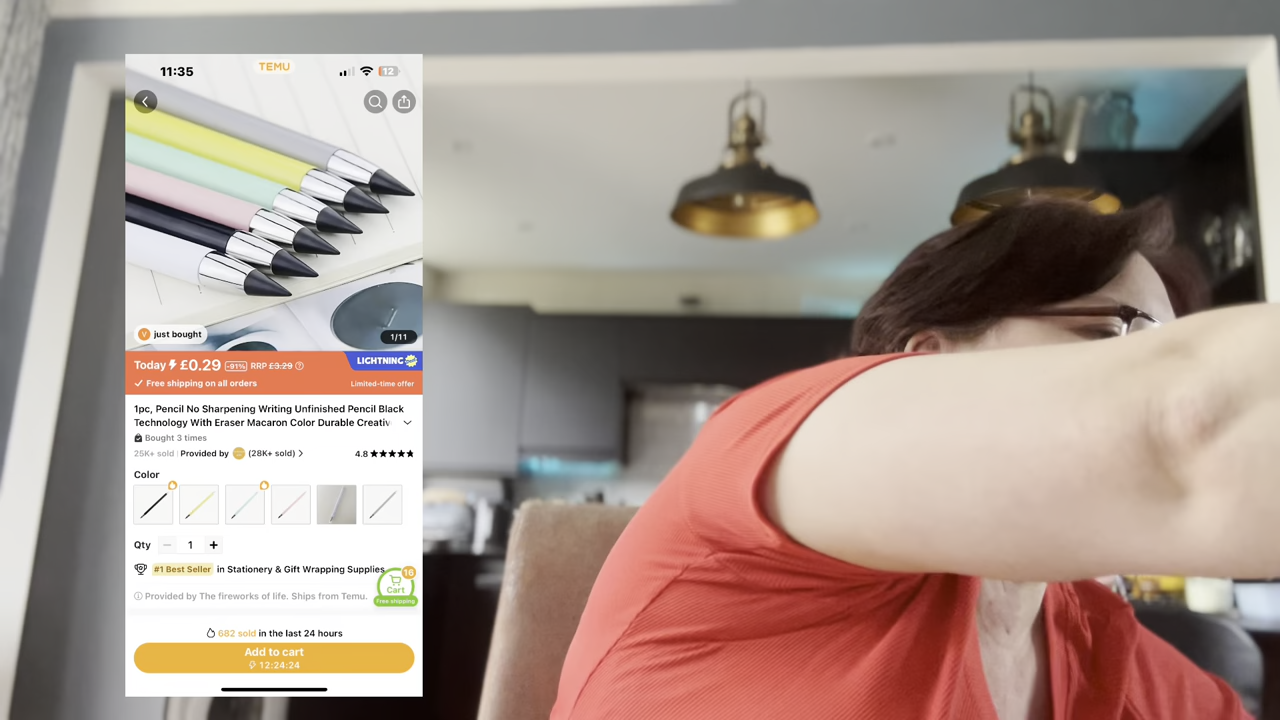 11:35
TEMU
12
V just bought
1/11
Today £0.29 -91% RRP £3.29 ?
LIGHTNING
Free shipping on all orders
Limited-time offer
1pc, Pencil No Sharpening Writing Unfinished Pencil Black
Technology With Eraser Macaron Color Durable Creativ
Bought 3 times
25K+ sold Provided by (28K+ sold) 4.8
Color
Qty 1
#1 Best Seller in Stationery & Gift Wrapping Supplies
16
Cart
Free shipping
Provided by The fireworks of life. Ships from Temu.
682 sold in the last 24 hours
Add to cart
12:24:24